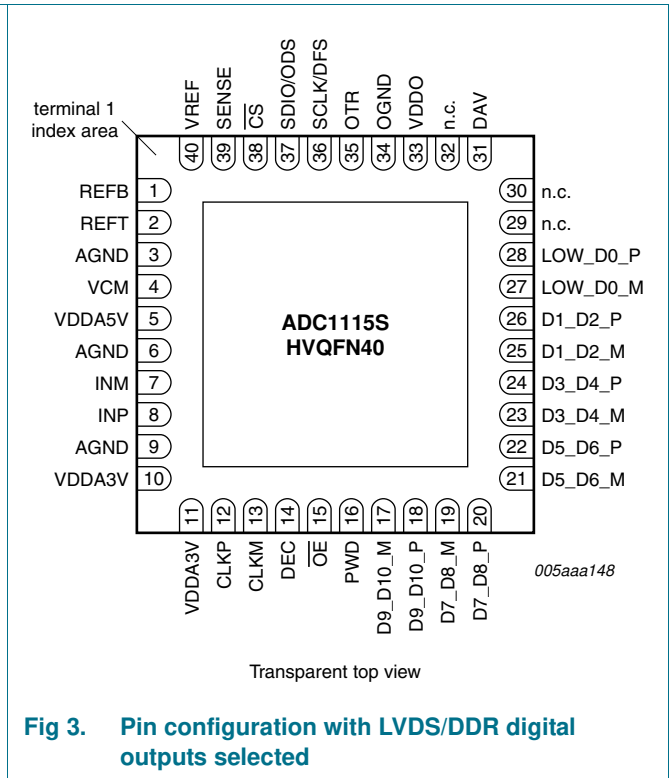 terminal 1
index area
VREF
SENSE
CS
SDIO/ODS
SCLK/DFS
OTR
OGND
VDDO
n.c.
DAV
40
39
38
37
36
35
34
33
32
31
REFB 1
REFT 2
AGND 3
VCM 4
VDDA5V 5
AGND 6
INM 7
INP 8
AGND 9
VDDA3V 10
ADC1115S
HVQFN40
30 n.c.
29 n.c.
28 LOW_D0_P
27 LOW_D0_M
26 D1_D2_P
25 D1_D2_M
24 D3_D4_P
23 D3_D4_M
22 D5_D6_P
21 D5_D6_M
11
12
13
14
15
16
17
18
19
20
VDDA3V
CLKP
CLKM
DEC
OE
PWD
D9_D10_M
D9_D10_P
D7_D8_M
D7_D8_P
005aaa148
Transparent top view
Fig 3. Pin configuration with LVDS/DDR digital
outputs selected